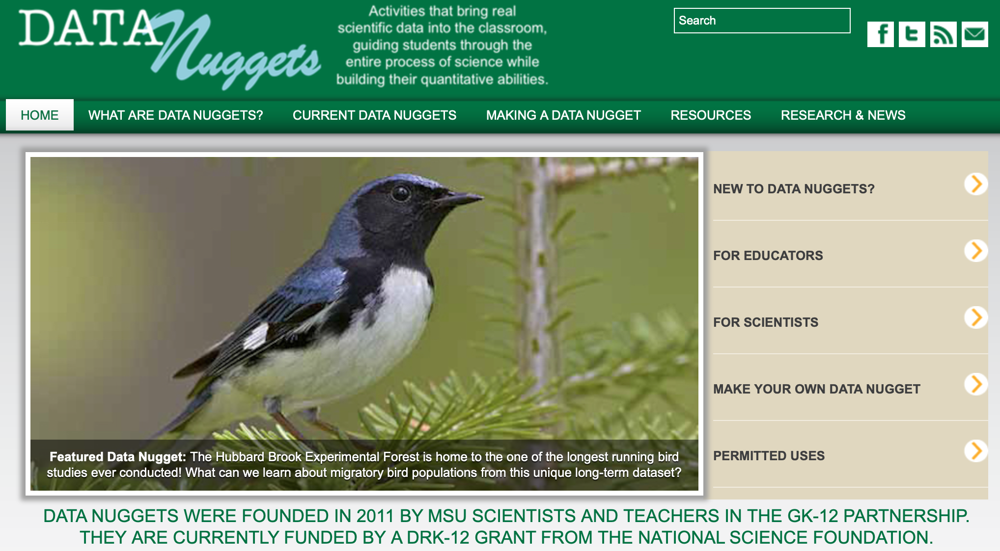 DATA Nuggets
Activities that bring real
scientific data into the classroom,
guiding students through the
entire process of science while
building their quantitative abilities.
Search
HOME
WHAT ARE DATA NUGGETS?
CURRENT DATA NUGGETS
MAKING A DATA NUGGET
RESOURCES
RESEARCH & NEWS
Featured Data Nugget: The Hubbard Brook Experimental Forest is home to the one of the longest running bird
studies ever conducted! What can we learn about migratory bird populations from this unique long-term dataset?
NEW TO DATA NUGGETS?
FOR EDUCATORS
FOR SCIENTISTS
MAKE YOUR OWN DATA NUGGET
PERMITTED USES
DATA NUGGETS WERE FOUNDED IN 2011 BY MSU SCIENTISTS AND TEACHERS IN THE GK-12 PARTNERSHIP.
THEY ARE CURRENTLY FUNDED BY A DRK-12 GRANT FROM THE NATIONAL SCIENCE FOUNDATION.